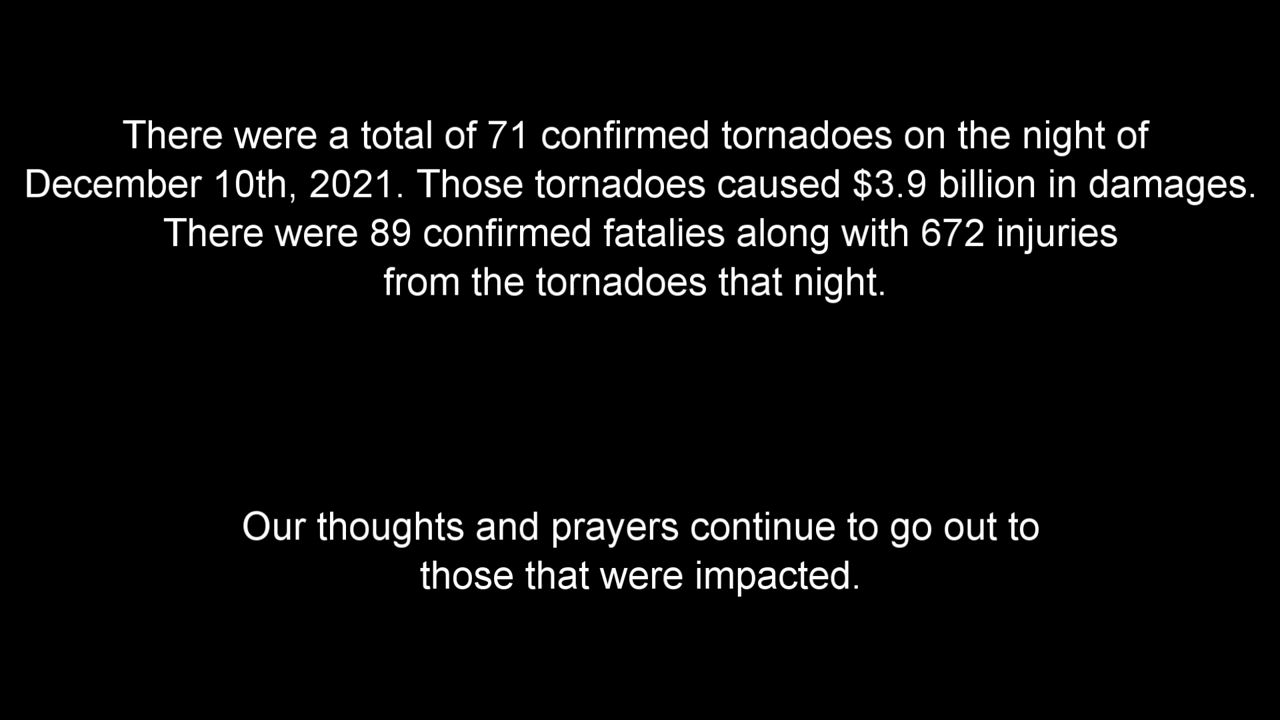 There were a total of 71 confirmed tornadoes on the night of
December 10th, 2021. Those tornadoes caused $3.9 billion in damages.
There were 89 confirmed fatalies along with 672 injuries
from the tornadoes that night.
Our thoughts and prayers continue to go out to
those that were impacted.